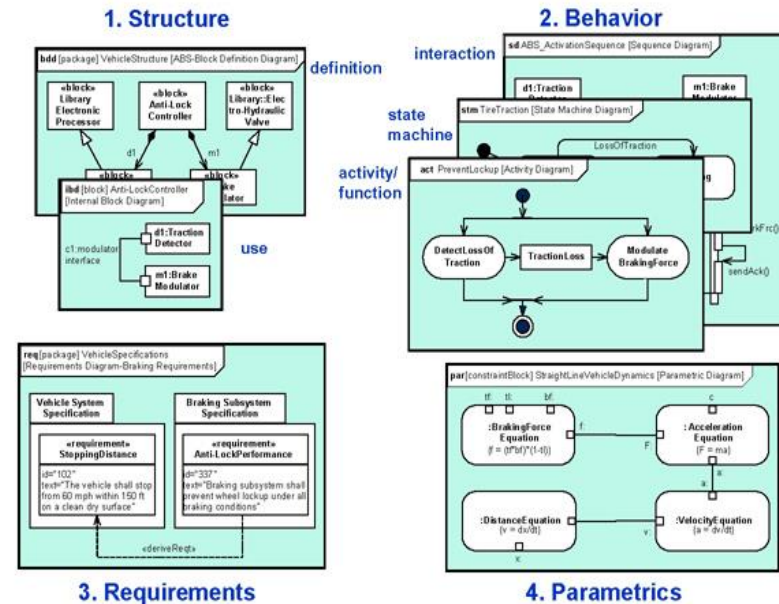 1. Structure
2. Behavior
bdd [package] VehicleStructure [ABS-Block Definition Diagram]
definition
«block»
Library
Electronic
Processor
«block»
Anti-Lock
Controller
«block»
Library::Elec
tro-Hydraulic
Valve
d1
m1
«block»
«block»
ibd [block] Anti-LockController
[Internal Block Diagram]
use
c1:modulator
interface
d1:Traction
Detector
m1:Brake
Modulator
interaction
sd ABS_ActivationSequence [Sequence Diagram]
d1:Traction
m1:Brake
Modulator
state
machine
stm TireTraction [State Machine Diagram]
LossOfTraction
activity/
function
act PreventLockup [Activity Diagram]
DetectLossOf
Traction
TractionLoss
Modulate
BrakingForce
sendAck()
req [package] VehicleSpecifications
[Requirements Diagram-Braking Requirements]
Vehicle System
Specification
Braking Subsystem
Specification
«requirement»
StoppingDistance
id="102"
text="The vehicle shall stop
from 60 mph within 150 ft
on a clean dry surface"
«requirement»
Anti-LockPerformance
id="337"
text="Braking subsystem shall
prevent wheel lockup under all
braking conditions"
«deriveReqt»
par [constraintBlock] StraightLineVehicleDynamics [Parametric Diagram]
tf:
tl:
bf:
c
:BrakingForce
Equation
{f = (tf*bf)*(1-tl)}
f:
F:
: Acceleration
Equation
{F = ma}
a:
a:
:DistanceEquation
{v = dx/dt}
v:
:VelocityEquation
{a = dv/dt}
x:
3. Requirements
4. Parametrics